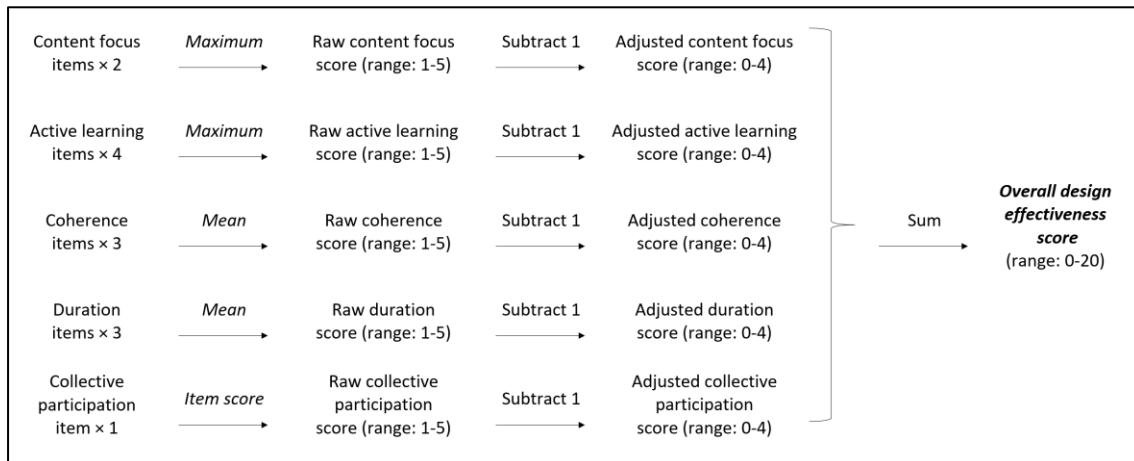 Content focus
items × 2
Maximum
Raw content focus
score (range: 1-5)
Subtract 1
Adjusted content focus
score (range: 0-4)
Active learning
items × 4
Maximum
Raw active learning
score (range: 1-5)
Subtract 1
Adjusted active learning
score (range: 0-4)
Coherence
items × 3
Mean
Raw coherence
score (range: 1-5)
Subtract 1
Adjusted coherence
score (range: 0-4)
Duration
items × 3
Mean
Raw duration
score (range: 1-5)
Subtract 1
Adjusted duration
score (range: 0-4)
Collective
participation
item × 1
Item score
Raw collective
participation
score (range: 1-5)
Subtract 1
Adjusted collective
participation
score (range: 0-4)
Sum
Overall design
effectiveness
score
(range: 0-20)